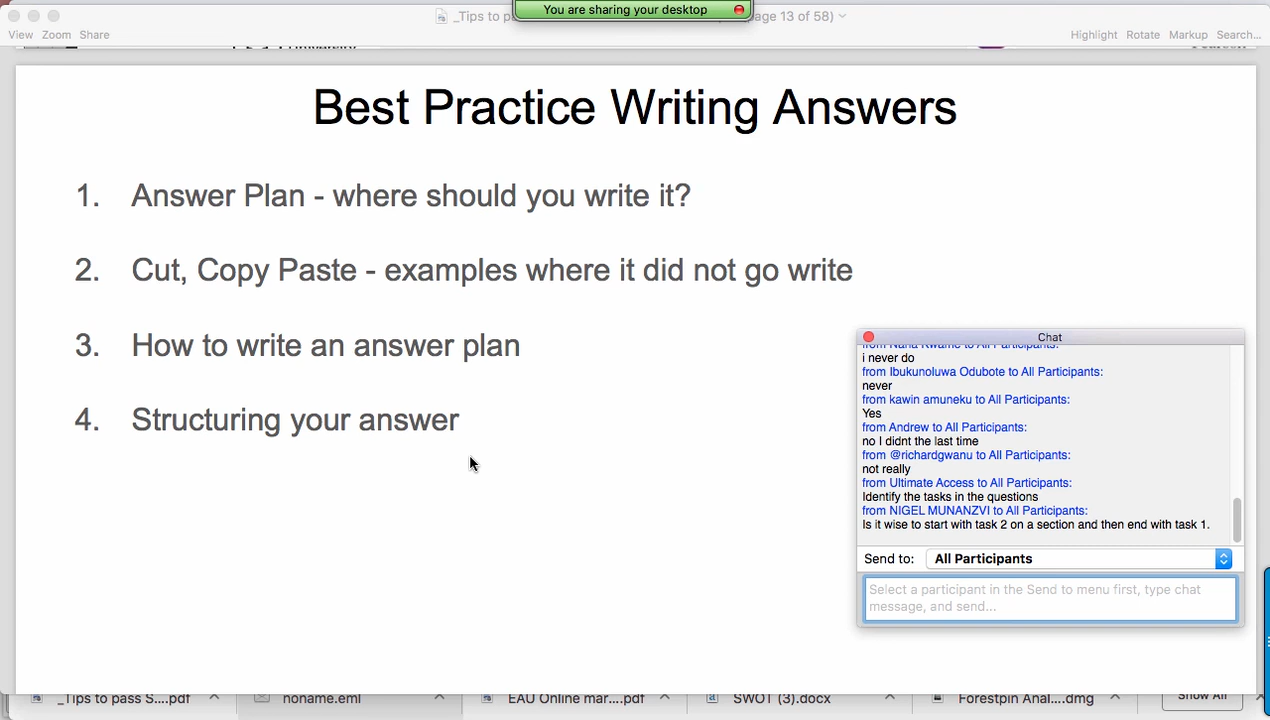 You are sharing your desktop
_Tips to p
age 13 of 58)
View Zoom Share
Highlight Rotate Markup Search...
Best Practice Writing Answers
1. Answer Plan - where should you write it?
2. Cut, Copy Paste - examples where it did not go write
3. How to write an answer plan
4. Structuring your answer
Chat
i never do
from Ibukunoluwa Odubote to All Participants:
never
from kawin amuneku to All Participants:
Yes
from Andrew to All Participants:
no I didnt the last time
from @richardgwanu to All Participants:
not really
from Ultimate Access to All Participants:
Identify the tasks in the questions
from NIGEL MUNANZVI to All Participants:
Is it wise to start with task 2 on a section and then end with task 1.
Send to: All Participants
Select a participant in the Send to menu first, type chat
message, and send...
_Tips to pass S....pdf
noname.eml
EAU Online mar....pdf
SWOT (3).docx
Forestpin Anal....dmg
Show All